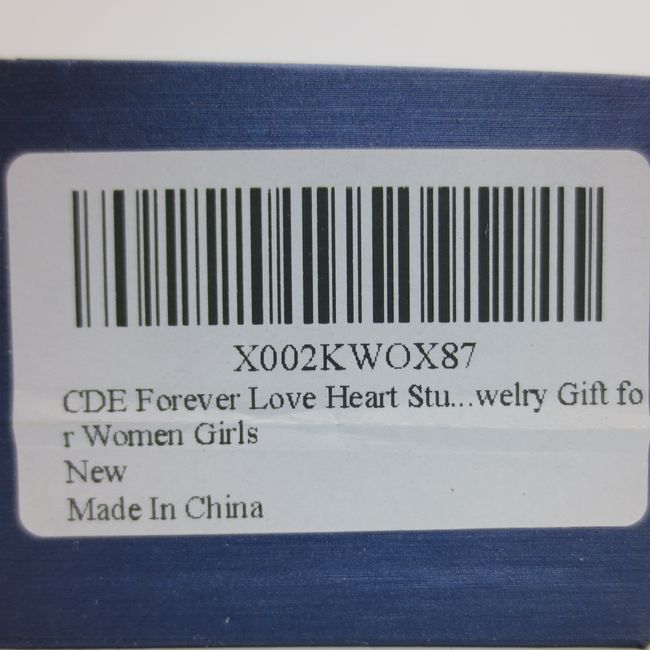 X002KWOX87
CDE Forever Love Heart Stu...welry Gift fo
r Women Girls
New
Made In China